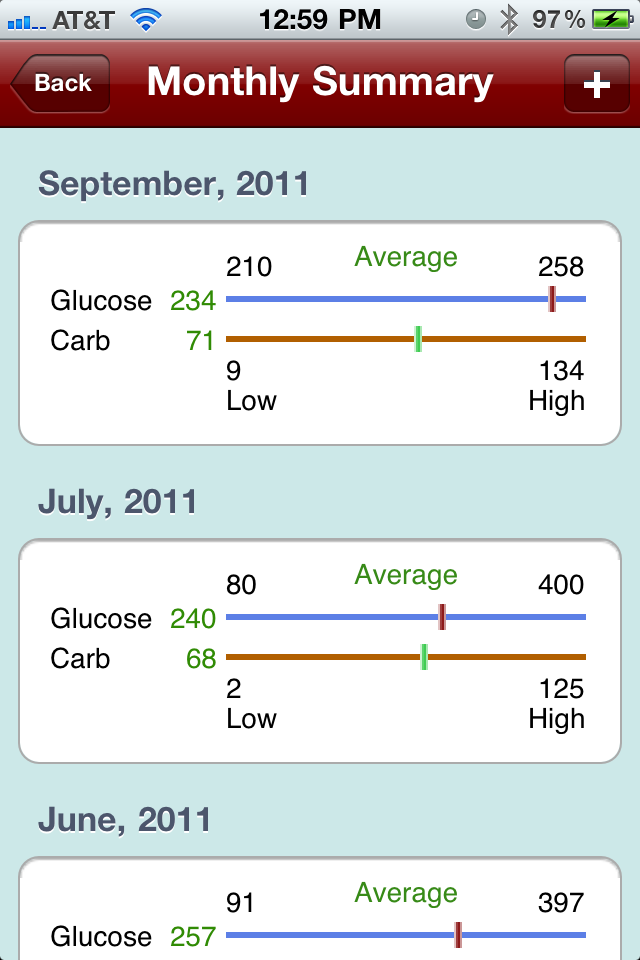 AT&T 12:59 PM 97%
Back Monthly Summary +
September, 2011
210 Average 258
Glucose 234
Carb 71
9 134
Low High
July, 2011
80 Average 400
Glucose 240
Carb 68
2 125
Low High
June, 2011
91 Average 397
Glucose 257